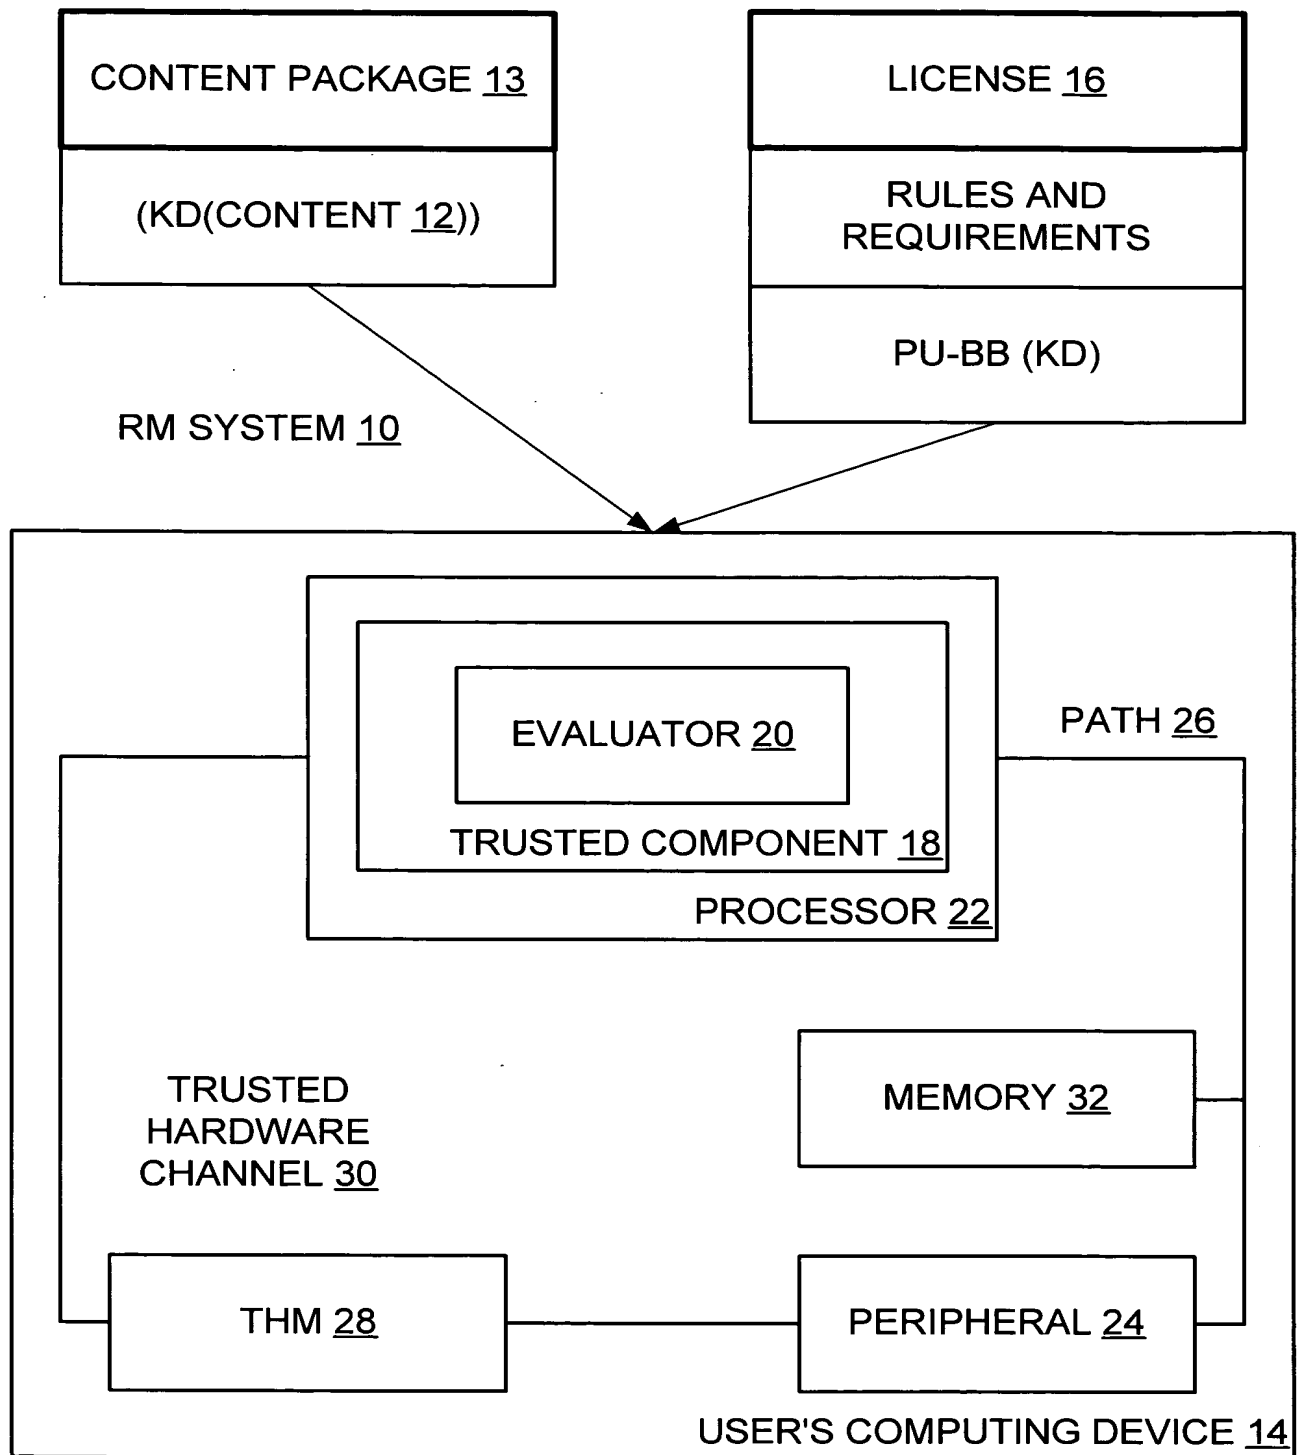 CONTENT PACKAGE 13
(KD(CONTENT 12))
LICENSE 16
RULES AND
REQUIREMENTS
PU-BB (KD)
RM SYSTEM 10
EVALUATOR 20
TRUSTED COMPONENT 18
PROCESSOR 22
PATH 26
TRUSTED
HARDWARE
CHANNEL 30
MEMORY 32
THM 28
PERIPHERAL 24
USER'S COMPUTING DEVICE 14